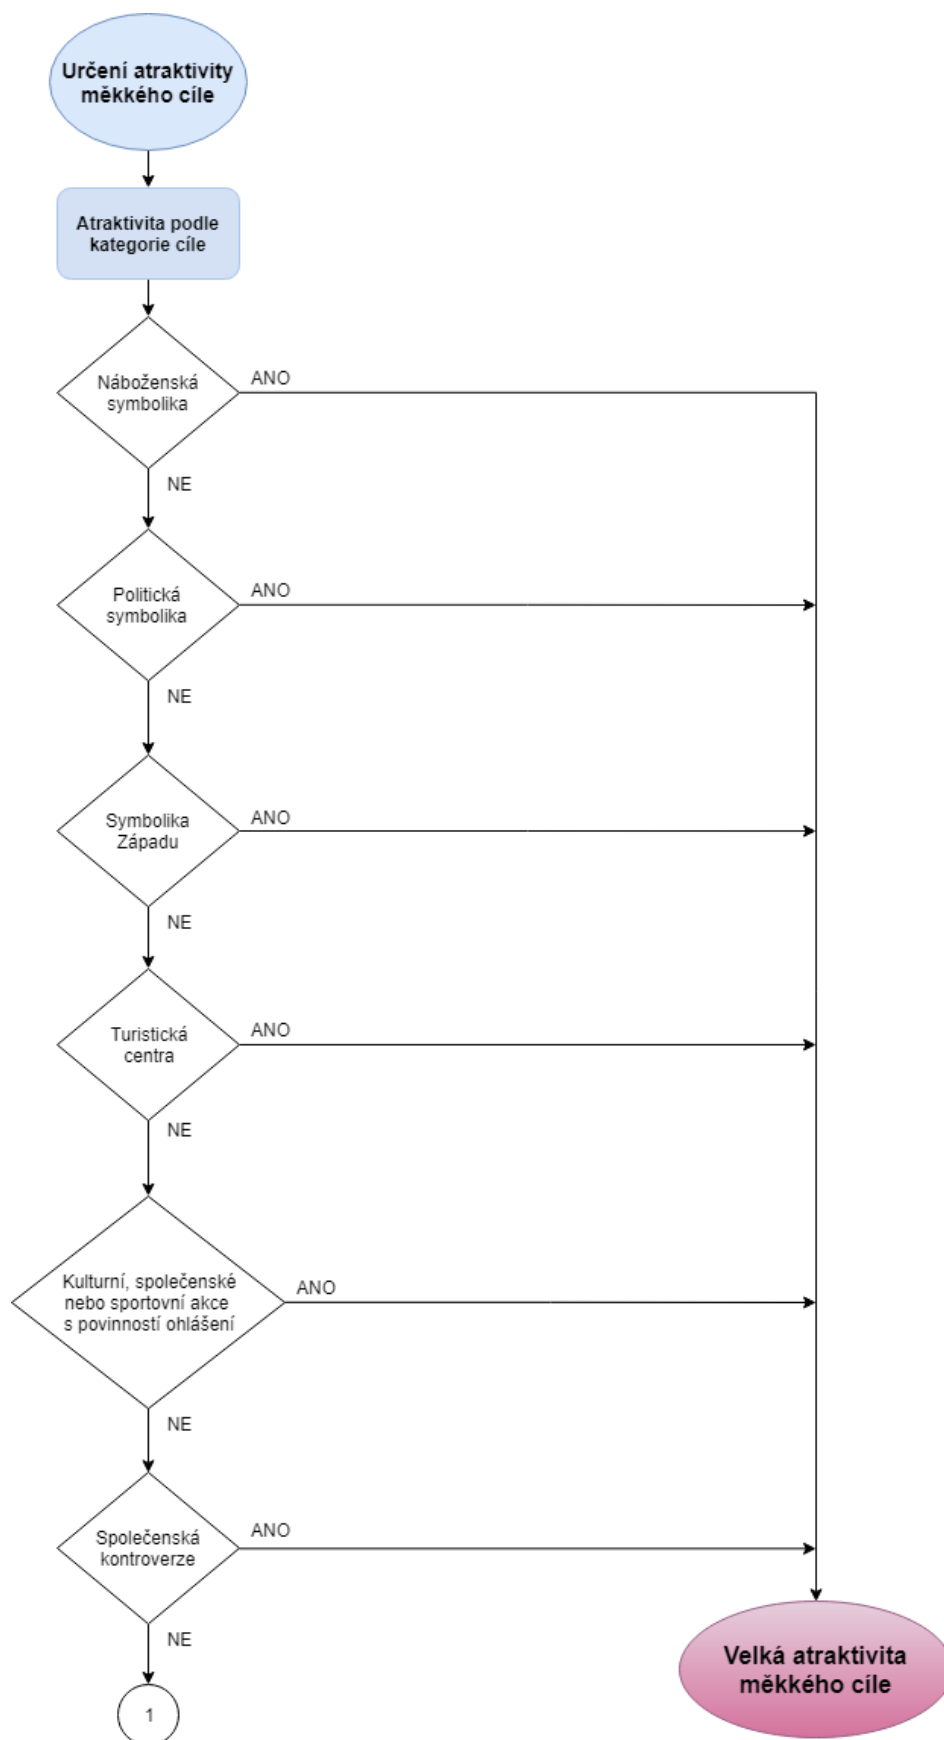 Určení atraktivity
měkkého cíle
Atraktivita podle
kategorie cíle
Náboženská
symbolika
ANO
NE
Politická
symbolika
ANO
NE
Symbolika
Západu
ANO
NE
Turistická
centra
ANO
NE
Kulturní, společenské
nebo sportovní akce
s povinností ohlášení
ANO
NE
Společenská
kontroverze
ANO
NE
1
Velká atraktivita
měkkého cíle